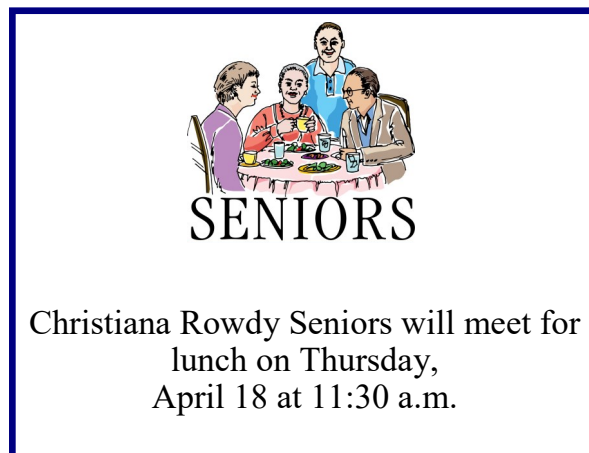 SENIORS
Christiana Rowdy Seniors will meet for
lunch on Thursday,
April 18 at 11:30 a.m.